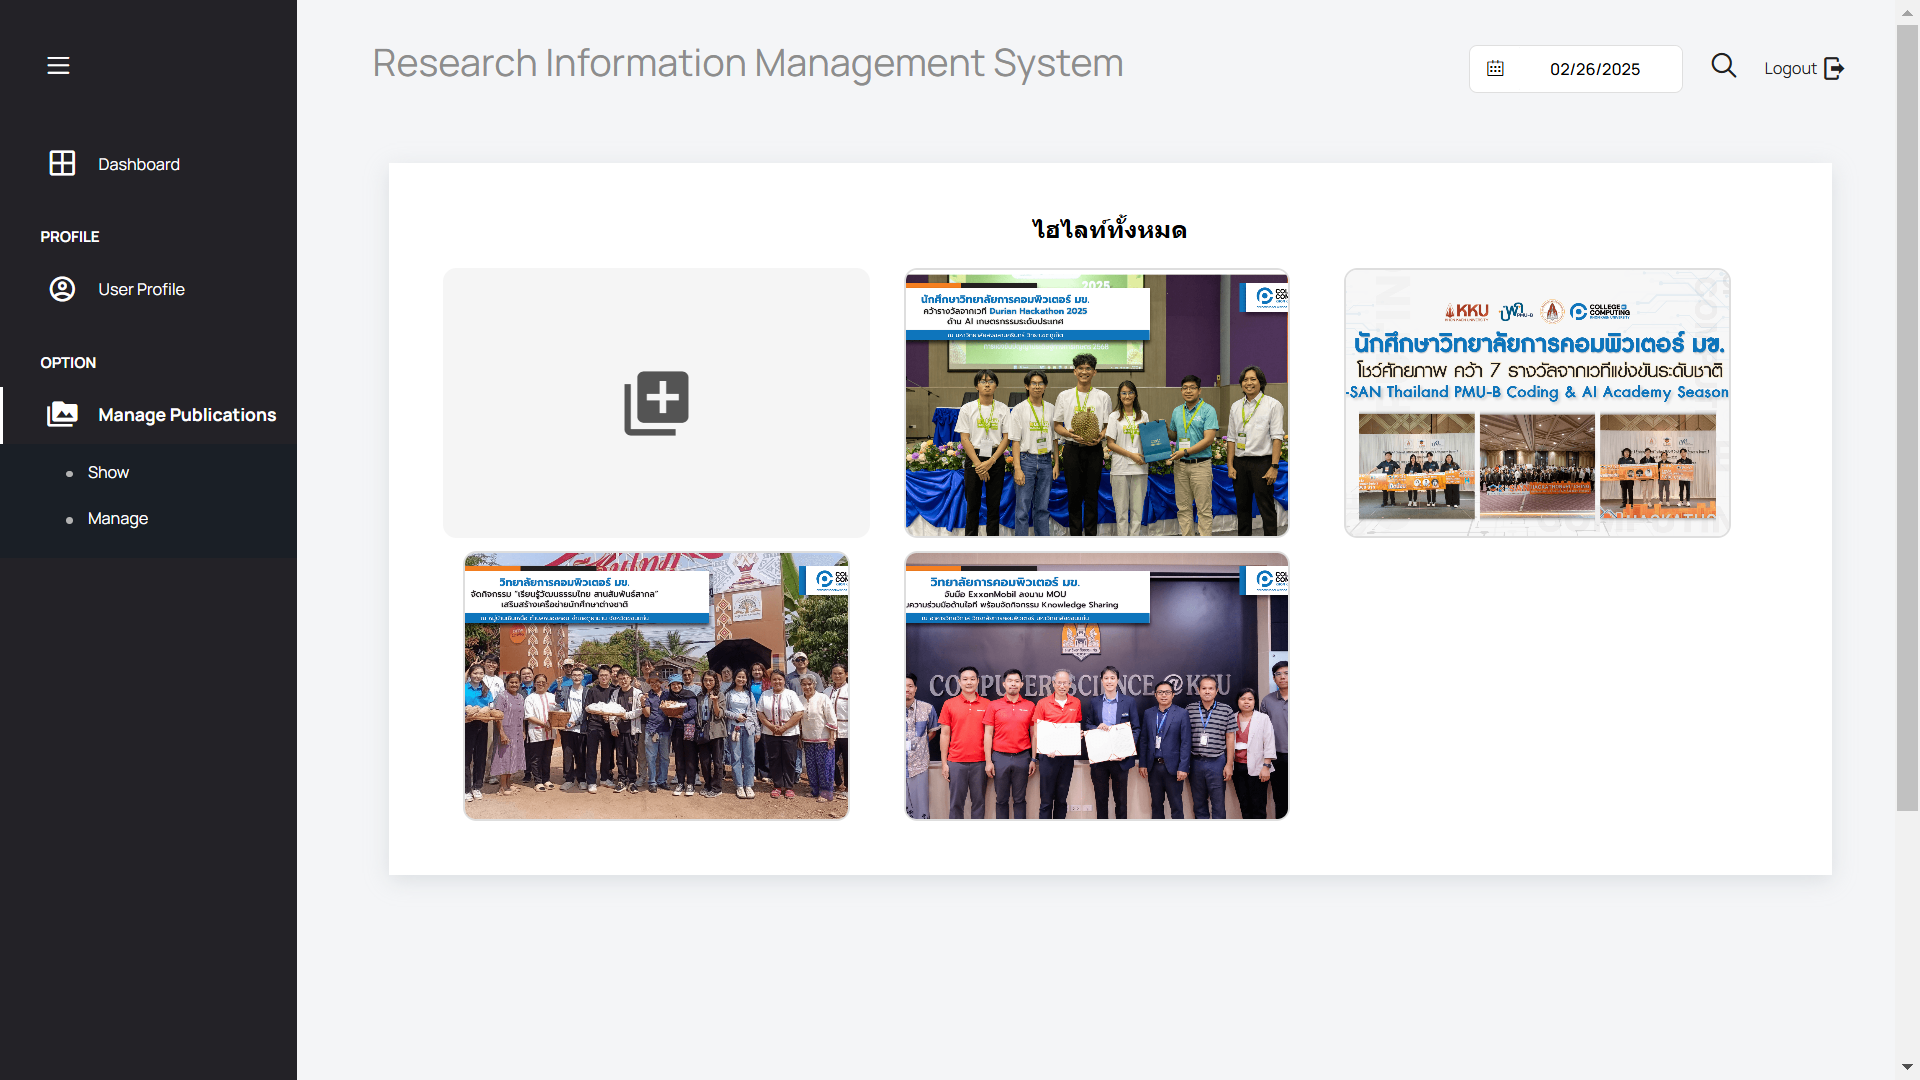 Research Information Management System
02/26/2025
Logout
Dashboard
PROFILE
User Profile
OPTION
Manage Publications
Show
Manage
ไฮไลท์ทั้งหมด
2025
นักศึกษาวิทยาลัยการคอมพิวเตอร์ มข.
คว้ารางวัลจากเวที Durian Hackathon 2025
ด้าน AI เกษตรกรรมระดับประเทศ
KKU
PMU-B
COLLEGE OF
COMPUTING
นักศึกษาวิทยาลัยการคอมพิวเตอร์ มข.
โชว์ศักยภาพ คว้า 7 รางวัลจากเวทีแข่งขันระดับชาติ
-SAN Thailand PMU-B Coding & AI Academy Season
วิทยาลัยการคอมพิวเตอร์ มข.
จัดกิจกรรม “เรียนรู้วัฒนธรรมไทย สานสัมพันธ์สากล”
เสริมสร้างเครือข่ายนักศึกษาต่างชาติ
วิทยาลัยการคอมพิวเตอร์ มข.
จับมือ ExxonMobil ลงนาม MOU
ความร่วมมือด้านไอที พร้อมจัดกิจกรรม Knowledge Sharing
COMPUTER SCIENCE @ KKU